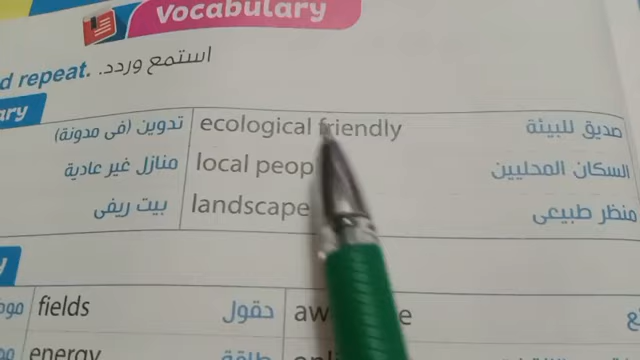 Vocabulary
d repeat. استمع وردد.
ary
تدوين (فى مدونة) ecological friendly صديق للبيئة
منازل غير عادية local peop السكان المحليين
بيت ريفى landscape منظر طبيعى
fields حقول
energy طاقة